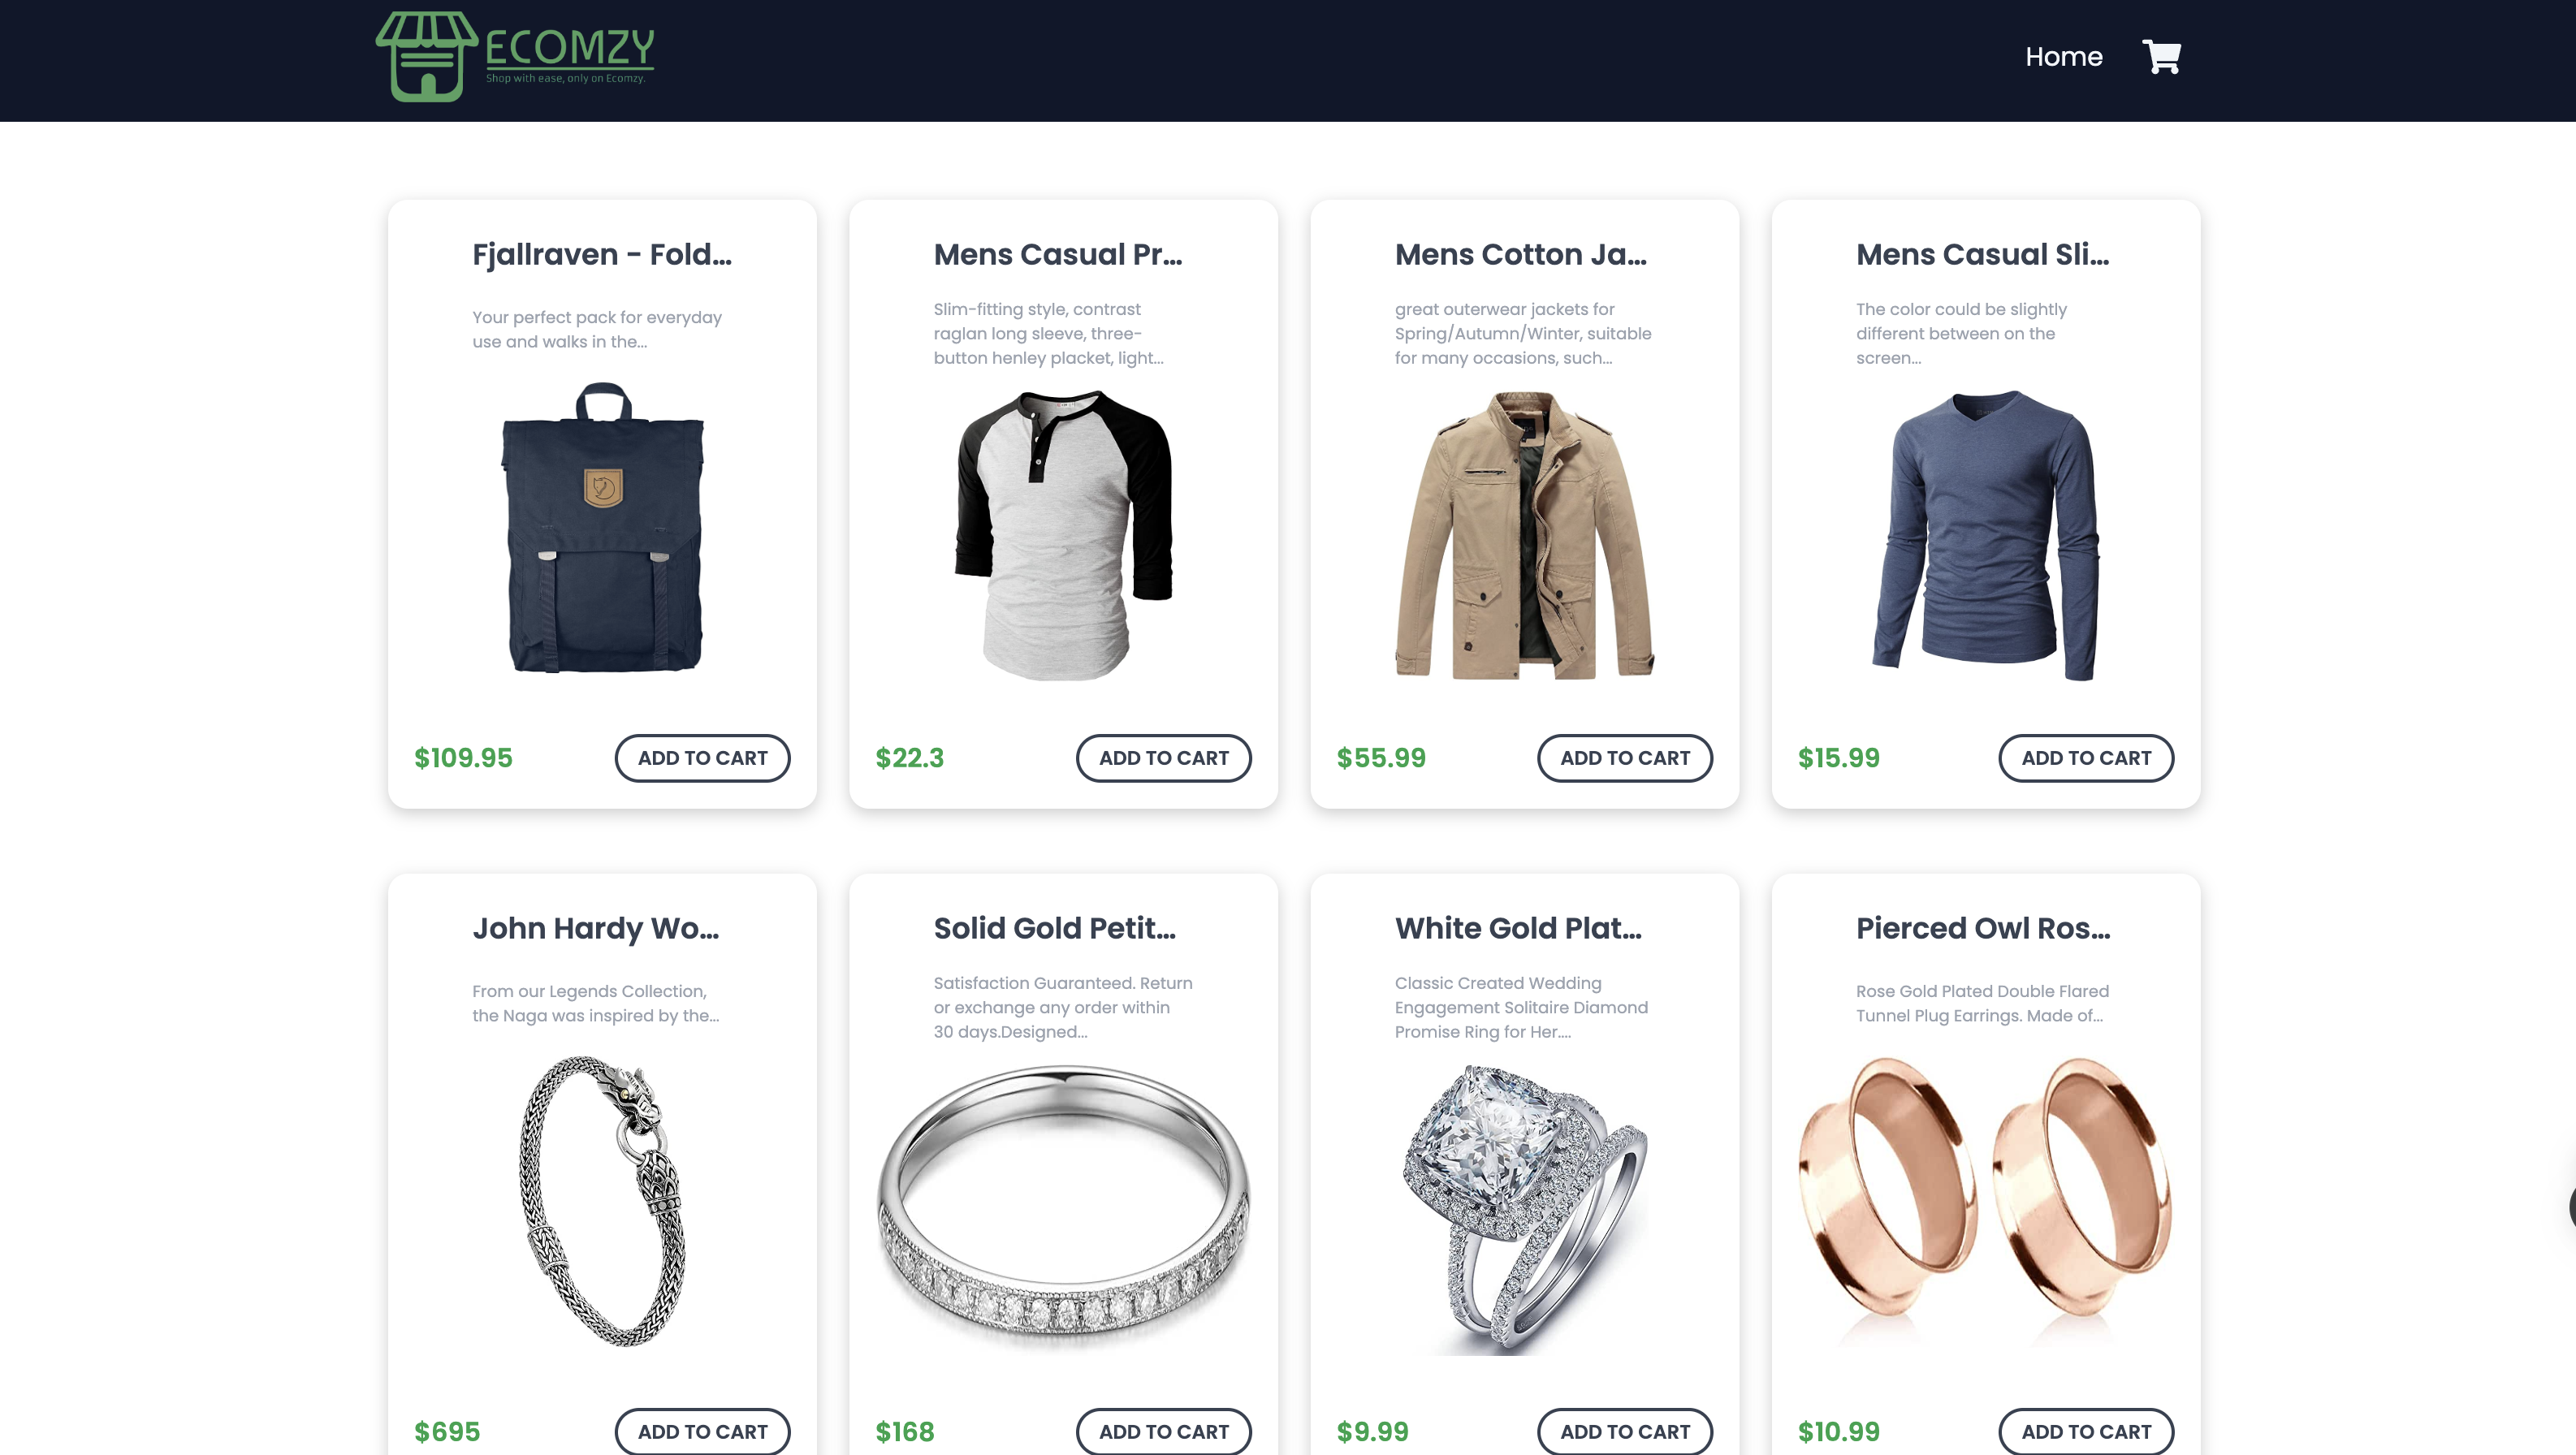 ECOMZY
Shop with ease, only on Ecomzy.
Home
Fjallraven - Fold...
Your perfect pack for everyday
use and walks in the...
$109.95
ADD TO CART
Mens Casual Pr...
Slim-fitting style, contrast
raglan long sleeve, three-
button henley placket, light...
$22.3
ADD TO CART
Mens Cotton Ja...
great outerwear jackets for
Spring/Autumn/Winter, suitable
for many occasions, such...
$55.99
ADD TO CART
Mens Casual Sli...
The color could be slightly
different between on the
screen...
$15.99
ADD TO CART
John Hardy Wo...
From our Legends Collection,
the Naga was inspired by the...
$695
ADD TO CART
Solid Gold Petit...
Satisfaction Guaranteed. Return
or exchange any order within
30 days.Designed...
$168
ADD TO CART
White Gold Plat...
Classic Created Wedding
Engagement Solitaire Diamond
Promise Ring for Her....
$9.99
ADD TO CART
Pierced Owl Ros...
Rose Gold Plated Double Flared
Tunnel Plug Earrings. Made of...
$10.99
ADD TO CART